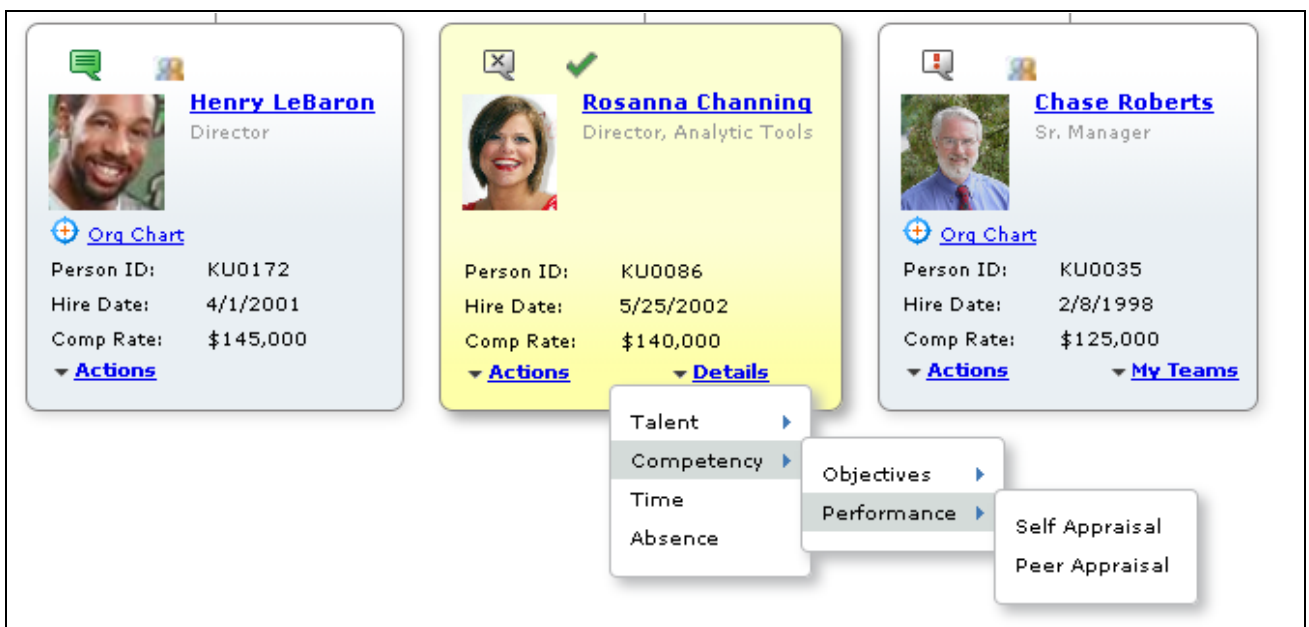 Henry LeBaron
Director
Org Chart
Person ID: KU0172
Hire Date: 4/1/2001
Comp Rate: $145,000
Actions
Rosanna Channing
Director, Analytic Tools
Person ID: KU0086
Hire Date: 5/25/2002
Comp Rate: $140,000
Actions Details
Talent
Competency
Time
Absence
Objectives
Performance
Self Appraisal
Peer Appraisal
Chase Roberts
Sr. Manager
Org Chart
Person ID: KU0035
Hire Date: 2/8/1998
Comp Rate: $125,000
Actions My Teams